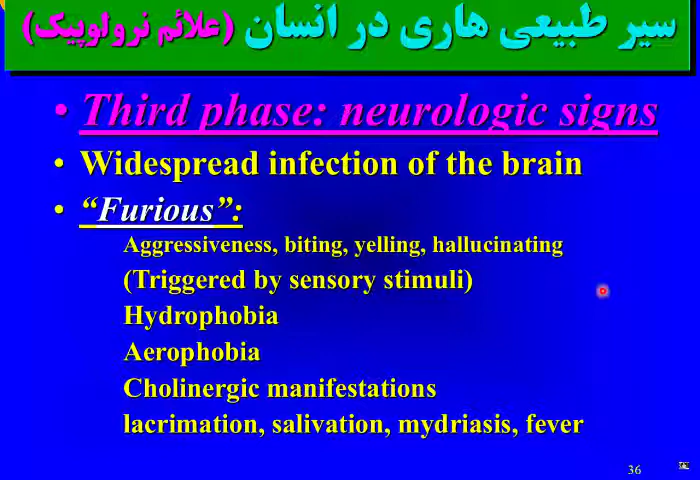 سیر طبیعی هاری در انسان (علائم نرولوپیک)
• Third phase: neurologic signs
• Widespread infection of the brain
• “Furious”:
Aggressiveness, biting, yelling, hallucinating
(Triggered by sensory stimuli)
Hydrophobia
Aerophobia
Cholinergic manifestations
lacrimation, salivation, mydriasis, fever
36